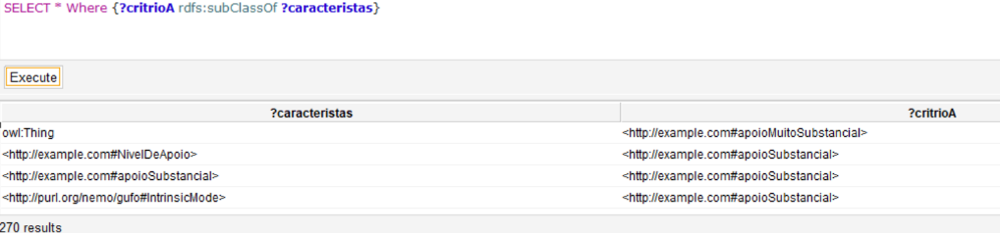 SELECT * Where {?critrioA rdfs:subClassOf ?caracteristas}
Execute
?caracteristas ?critrioA
owl:Thing <http://example.com#apoioMuitoSubstancial>
<http://example.com#NivelDeApoio> <http://example.com#apoioSubstancial>
<http://example.com#apoioSubstancial> <http://example.com#apoioSubstancial>
<http://purl.org/nemo/gufo#IntrinsicMode> <http://example.com#apoioSubstancial>
270 results